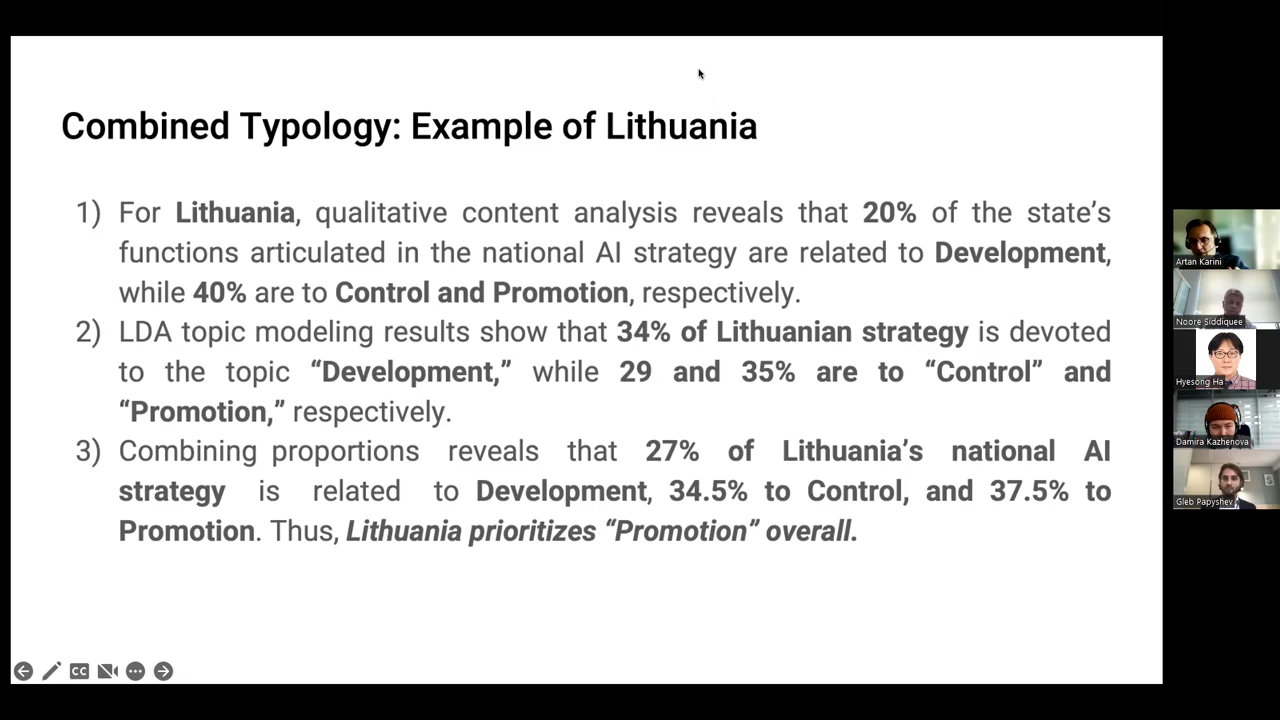 Combined Typology: Example of Lithuania
1) For Lithuania, qualitative content analysis reveals that 20% of the state’s
functions articulated in the national AI strategy are related to Development,
while 40% are to Control and Promotion, respectively.
2) LDA topic modeling results show that 34% of Lithuanian strategy is devoted
to the topic “Development,” while 29 and 35% are to “Control” and
“Promotion,” respectively.
3) Combining proportions reveals that 27% of Lithuania’s national AI
strategy is related to Development, 34.5% to Control, and 37.5% to
Promotion. Thus, Lithuania prioritizes “Promotion” overall.
CC
Artan Karini
Noore Siddiquee
Hyesong Ha
Damira Kazhenova
Gleb Papyshev